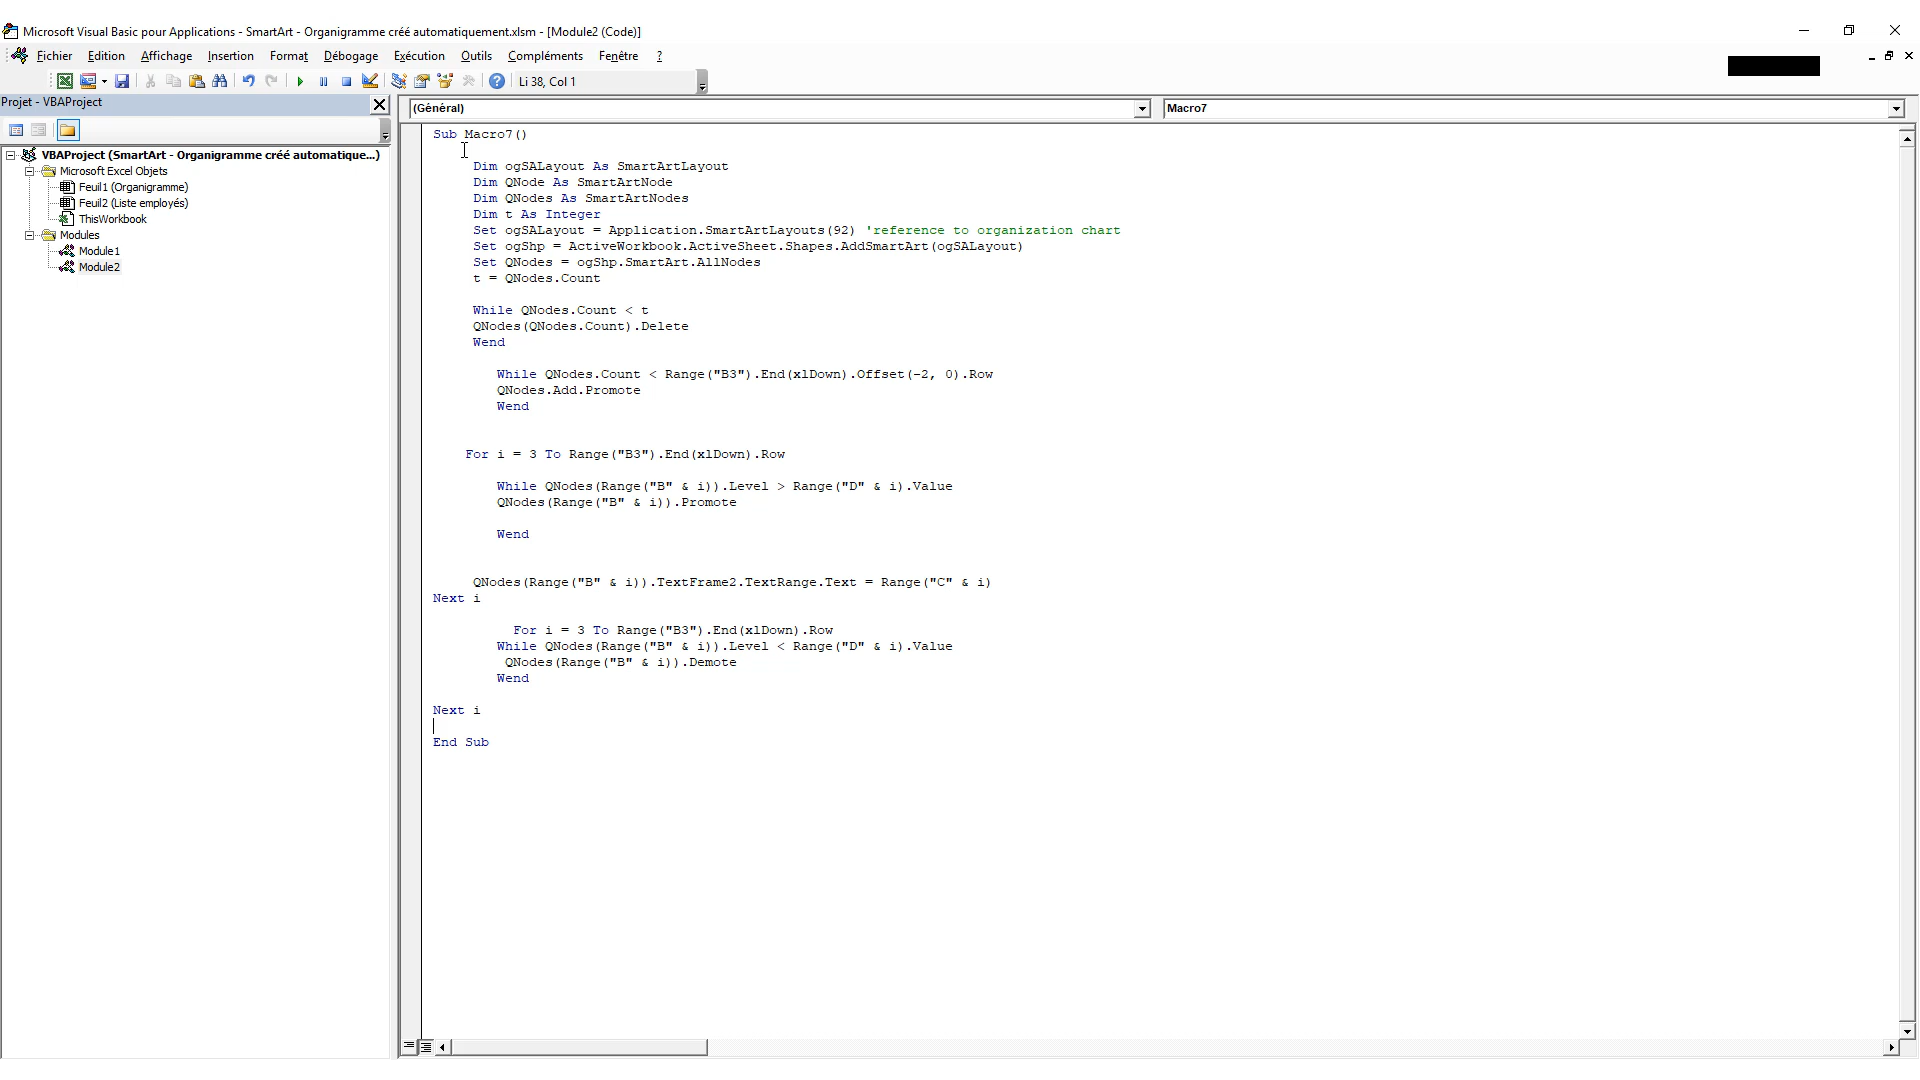 Microsoft Visual Basic pour Applications - SmartArt - Organigramme créé automatiquement.xlsm - [Module2 (Code)]
Fichier Edition Affichage Insertion Format Débogage Exécution Outils Compléments Fenêtre ?
Li 38, Col 1
Projet - VBAProject
(Général) Macro7
VBAProject (SmartArt - Organigramme créé automatique...)
Microsoft Excel Objets
Feuil1 (Organigramme)
Feuil2 (Liste employés)
ThisWorkbook
Modules
Module1
Module2
Sub Macro7()
Dim ogSALayout As SmartArtLayout
Dim QNode As SmartArtNode
Dim QNodes As SmartArtNodes
Dim t As Integer
Set ogSALayout = Application.SmartArtLayouts(92) 'reference to organization chart
Set ogShp = ActiveWorkbook.ActiveSheet.Shapes.AddSmartArt(ogSALayout)
Set QNodes = ogShp.SmartArt.AllNodes
t = QNodes.Count
While QNodes.Count < t
QNodes(QNodes.Count).Delete
Wend
While QNodes.Count < Range("B3").End(xlDown).Offset(-2, 0).Row
QNodes.Add.Promote
Wend
For i = 3 To Range("B3").End(xlDown).Row
While QNodes(Range("B" & i)).Level > Range("D" & i).Value
QNodes(Range("B" & i)).Promote
Wend
QNodes(Range("B" & i)).TextFrame2.TextRange.Text = Range("C" & i)
Next i
For i = 3 To Range("B3").End(xlDown).Row
While QNodes(Range("B" & i)).Level < Range("D" & i).Value
QNodes(Range("B" & i)).Demote
Wend
Next i
End Sub